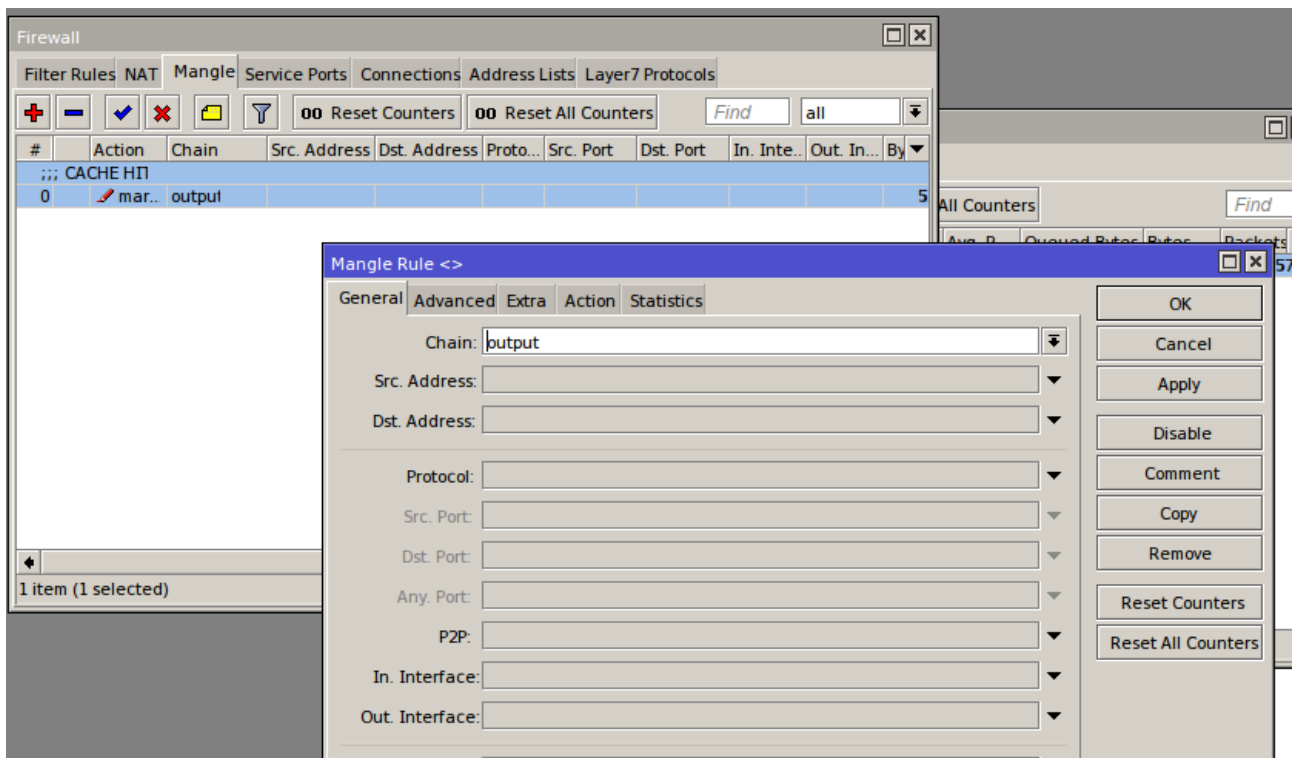 Firewall
Filter Rules NAT Mangle Service Ports Connections Address Lists Layer7 Protocols
00 Reset Counters 00 Reset All Counters Find all
# Action Chain Src. Address Dst. Address Proto... Src. Port Dst. Port In. Inte... Out. In... By
;;; CACHE HIT
0 mar... output 5
1 item (1 selected)
All Counters Find
Avg. P... Queued Bytes Bytes Packets
57
Mangle Rule <>
General Advanced Extra Action Statistics
Chain: output
Src. Address:
Dst. Address:
Protocol:
Src. Port:
Dst. Port:
Any. Port:
P2P:
In. Interface:
Out. Interface:
OK
Cancel
Apply
Disable
Comment
Copy
Remove
Reset Counters
Reset All Counters